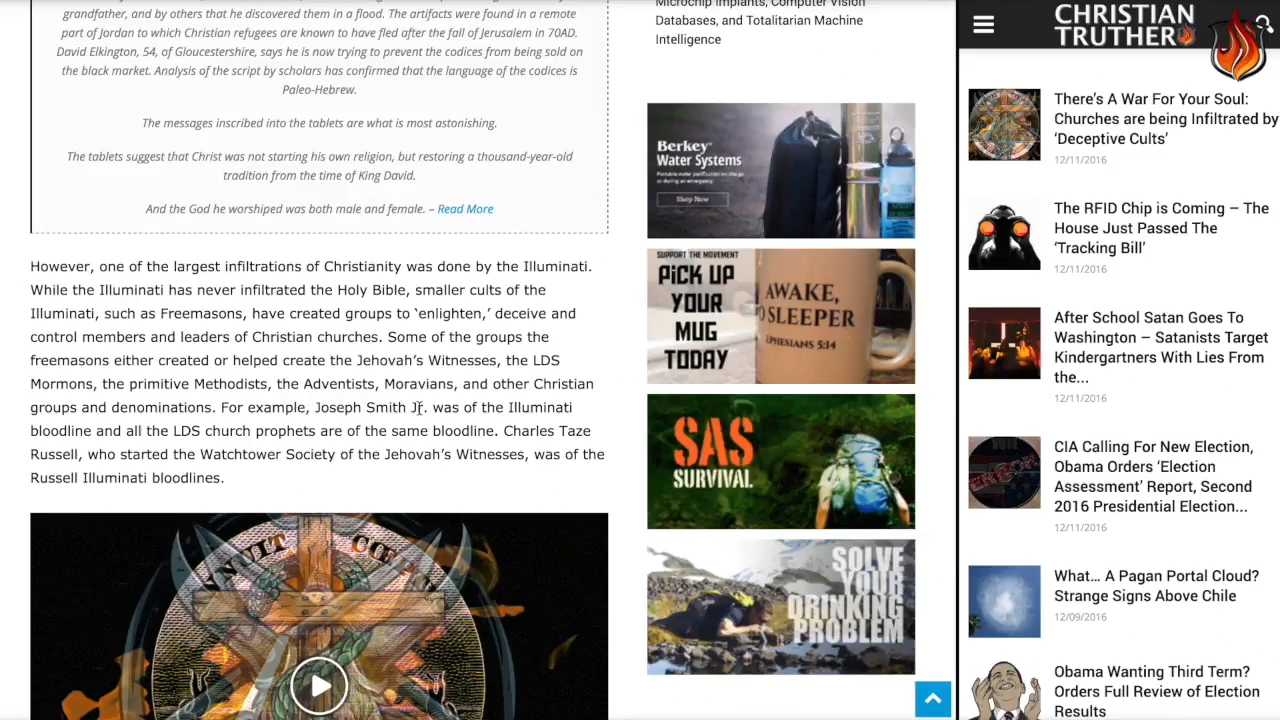 grandfather, and by others that he discovered them in a flood. The artifacts were found in a remote
part of Jordan to which Christian refugees are known to have fled after the fall of Jerusalem in 70AD.
David Elkington, 54, of Gloucestershire, says he is now trying to prevent the codices from being sold on
the black market. Analysis of the script by scholars has confirmed that the language of the codices is
Paleo-Hebrew.
The messages inscribed into the tablets are what is most astonishing.
The tablets suggest that Christ was not starting his own religion, but restoring a thousand-year-old
tradition from the time of King David.
And the God he worshiped was both male and female. – Read More
However, one of the largest infiltrations of Christianity was done by the Illuminati.
While the Illuminati has never infiltrated the Holy Bible, smaller cults of the
Illuminati, such as Freemasons, have created groups to ‘enlighten,’ deceive and
control members and leaders of Christian churches. Some of the groups the
freemasons either created or helped create the Jehovah’s Witnesses, the LDS
Mormons, the primitive Methodists, the Adventists, Moravians, and other Christian
groups and denominations. For example, Joseph Smith Jr. was of the Illuminati
bloodline and all the LDS church prophets are of the same bloodline. Charles Taze
Russell, who started the Watchtower Society of the Jehovah’s Witnesses, was of the
Russell Illuminati bloodlines.
Microchip Implants, Computer Vision
Databases, and Totalitarian Machine
Intelligence
Berkey
Water Systems
Portable water purification on the go
or during an emergency
Shop Now
SUPPORT THE MOVEMENT
PiCK UP
YOUR
MUG
TODAY
AWAKE,
O SLEEPER
EPHESIANS 5:14
SAS
SURVIVAL
SOLVE
YOUR
DRINKING
PROBLEM
CHRISTIAN
TRUTHER
There’s A War For Your Soul:
Churches are being Infiltrated by
‘Deceptive Cults’
12/11/2016
The RFID Chip is Coming – The
House Just Passed The
‘Tracking Bill’
12/11/2016
After School Satan Goes To
Washington – Satanists Target
Kindergartners With Lies From
the...
12/11/2016
CIA Calling For New Election,
Obama Orders ‘Election
Assessment’ Report, Second
2016 Presidential Election...
12/11/2016
What… A Pagan Portal Cloud?
Strange Signs Above Chile
12/09/2016
Obama Wanting Third Term?
Orders Full Review of Election
Results